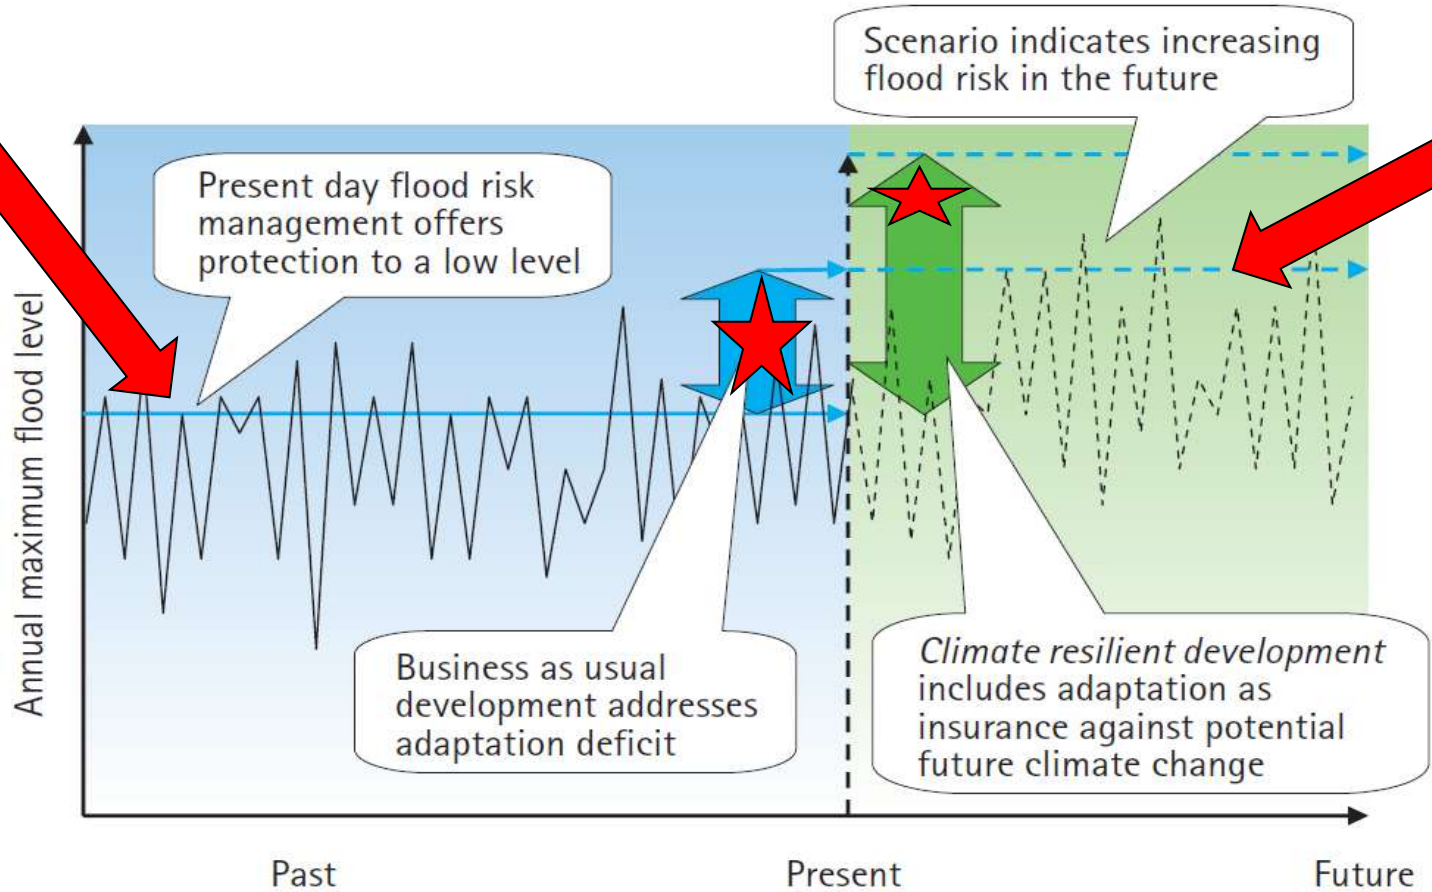 Scenario indicates increasing
flood risk in the future
Present day flood risk
management offers
protection to a low level
Annual maximum flood level
Business as usual
development addresses
adaptation deficit
Climate resilient development
includes adaptation as
insurance against potential
future climate change
Past
Present
Future